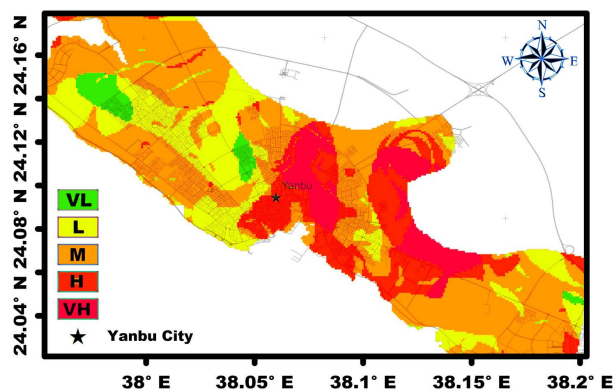 24.16° N
24.12° N
24.08° N
24.04° N
N
W
E
S
Yanbu
VL
L
M
H
VH
Yanbu City
38° E
38.05° E
38.1° E
38.15° E
38.2° E